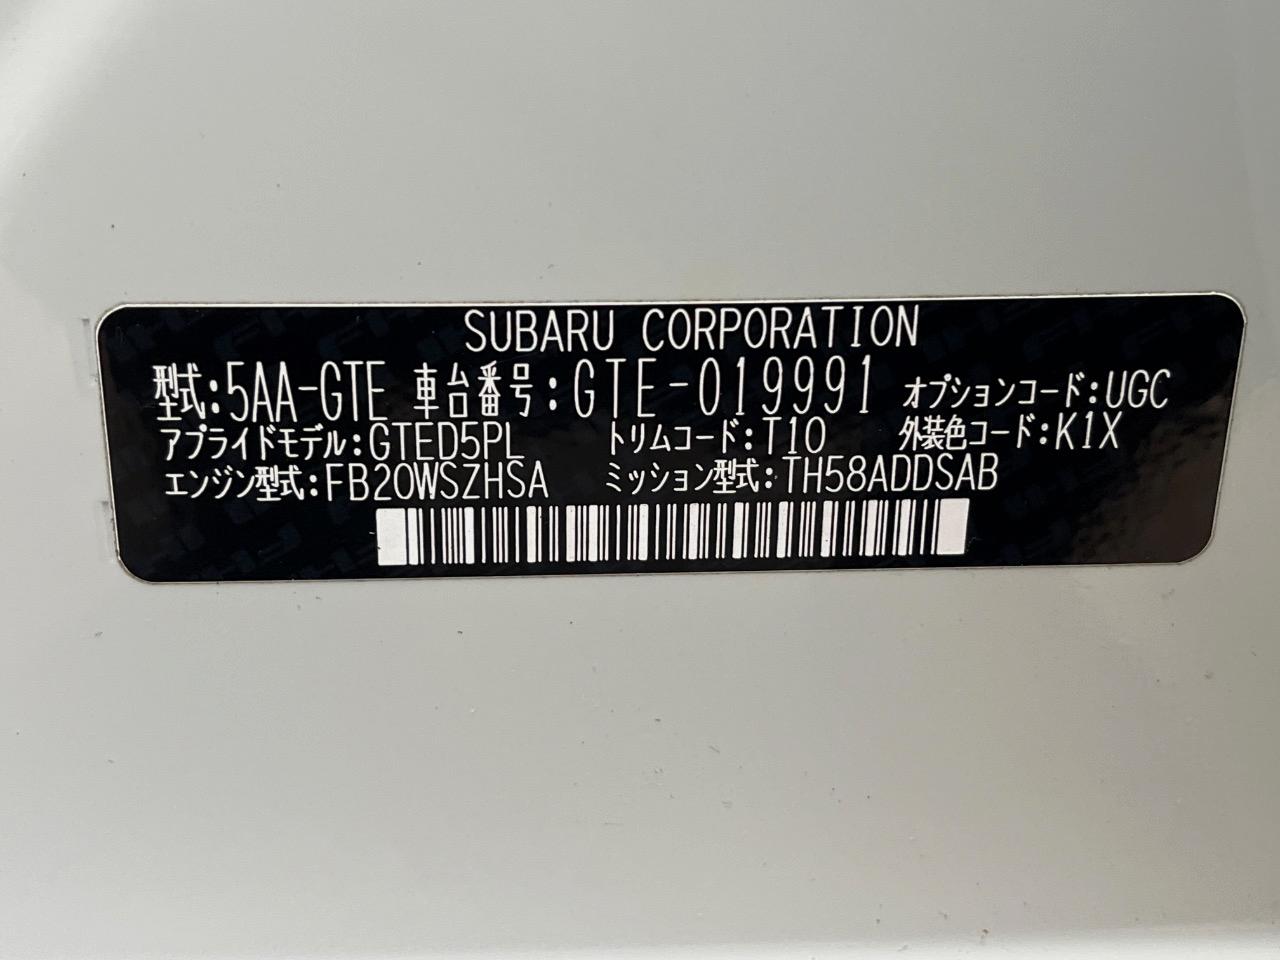 SUBARU CORPORATION
型式:5AA-GTE 車台番号:GTE-019991 オプションコード:UGC
アプライドモデル:GTED5PL トリムコード:T10 外装色コード:K1X
エンジン型式:FB20WSZHSA ミッション型式:TH58ADDSAB